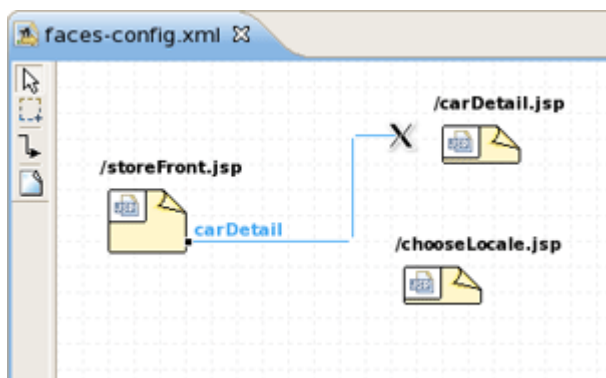 faces-config.xml
/carDetail.jsp
/storeFront.jsp
carDetail
/chooseLocale.jsp